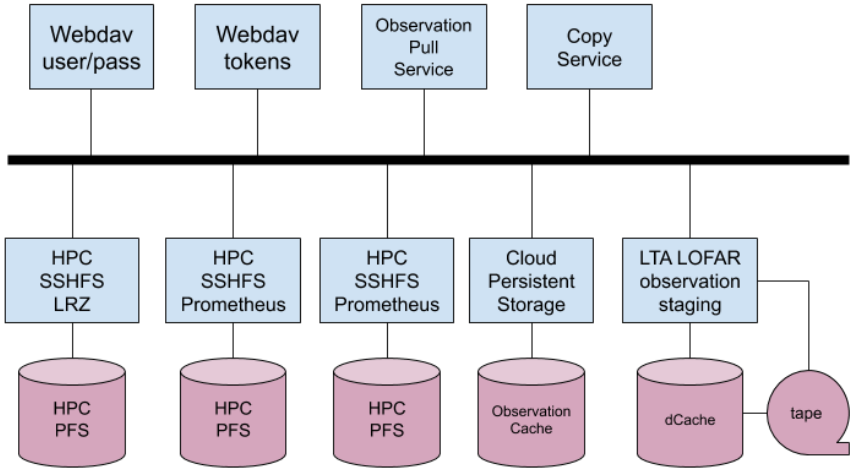 Webdav
user/pass
Webdav
tokens
Observation
Pull
Service
Copy
Service
HPC
SSHFS
LRZ
HPC
SSHFS
Prometheus
HPC
SSHFS
Prometheus
Cloud
Persistent
Storage
LTA LOFAR
observation
staging
HPC
PFS
HPC
PFS
HPC
PFS
Observation
Cache
dCache
tape